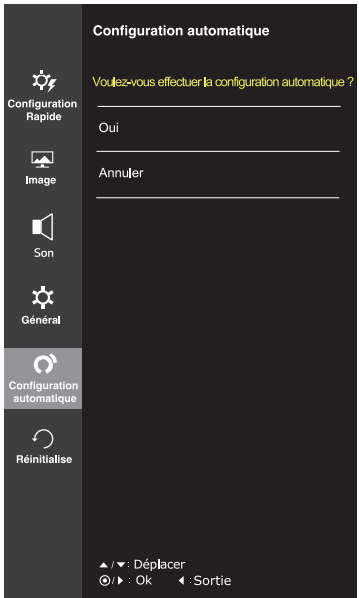 Configuration automatique
Configuration
Rapide
Image
Son
Général
Configuration
automatique
Réinitialise
Voulez-vous effectuer la configuration automatique ?
Oui
Annuler
▲ / ▼ : Déplacer
⦿ / ▶ : Ok ◀ : Sortie